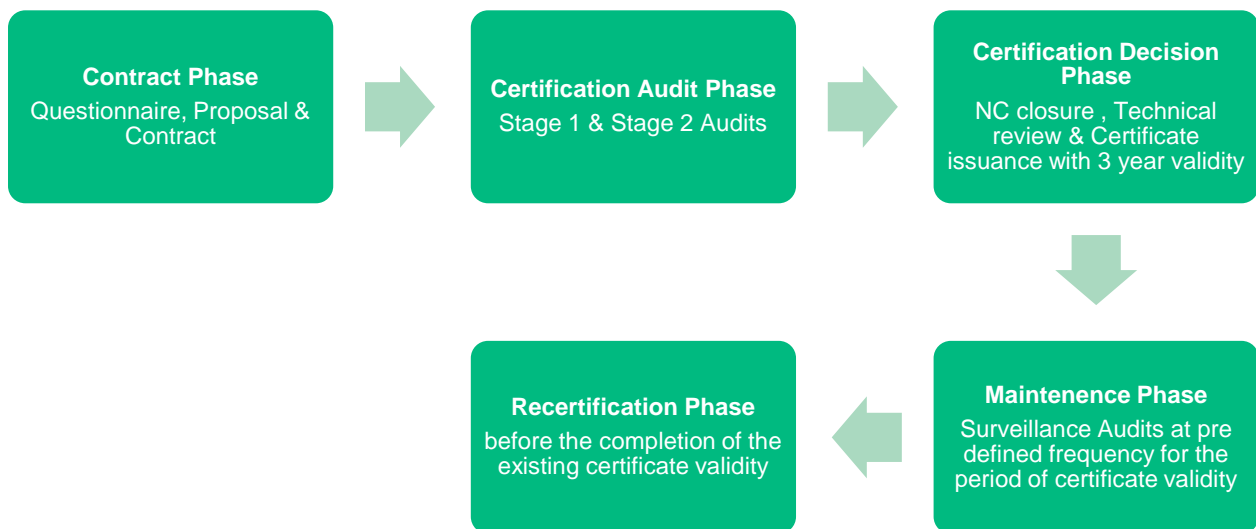 Contract Phase
Questionnaire, Proposal &
Contract
Certification Audit Phase
Stage 1 & Stage 2 Audits
Certification Decision
Phase
NC closure , Technical
review & Certificate
issuance with 3 year validity
Maintenence Phase
Surveillance Audits at pre
defined frequency for the
period of certificate validity
Recertification Phase
before the completion of the
existing certificate validity